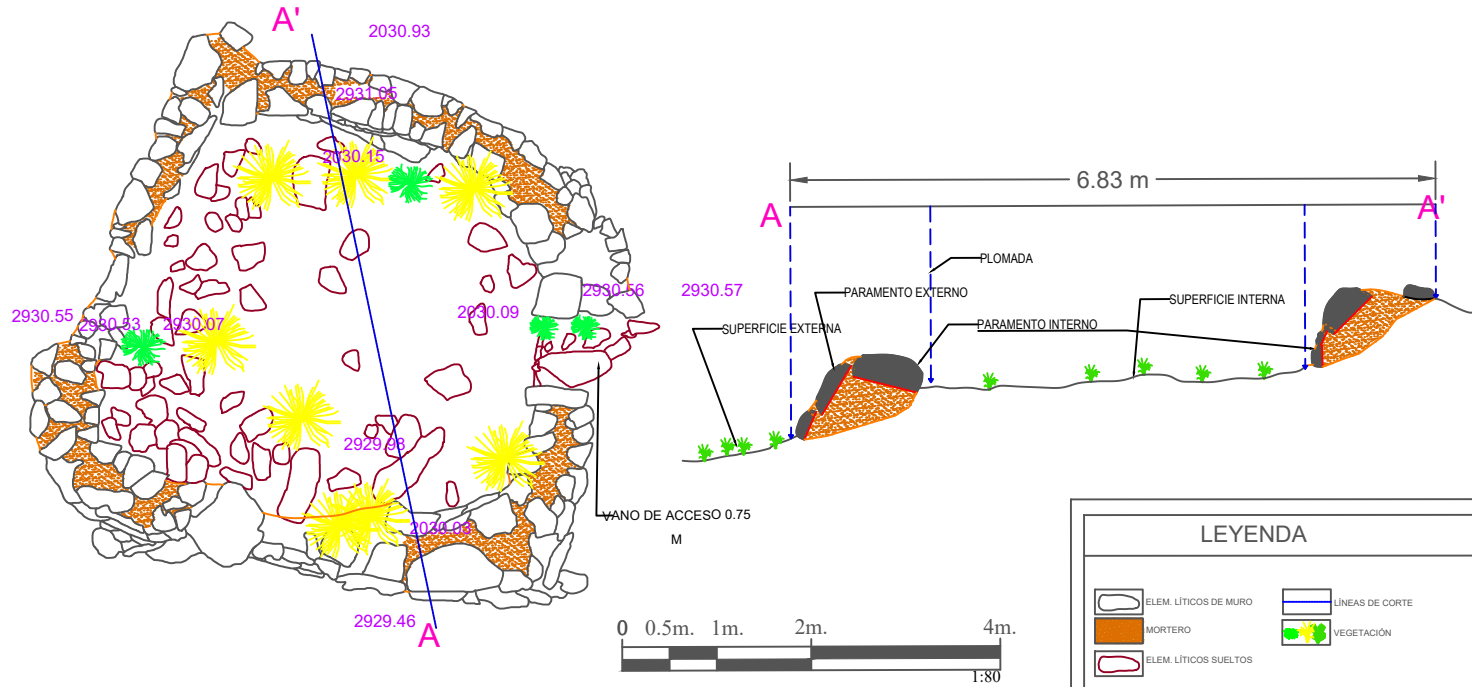 A'
2030.93
2931.05
2030.15
2930.55
2930.53
2930.07
2030.09
2930.56
2930.57
2929.98
2030.03
VANO DE ACCESO 0.75
M
A
2929.46
6.83 m
A
A'
PLOMADA
PARAMENTO EXTERNO
SUPERFICIE INTERNA
SUPERFICIE EXTERNA
PARAMENTO INTERNO
0 0.5m. 1m. 2m. 4m.
1:80
LEYENDA
ELEM. LÍTICOS DE MURO
LÍNEAS DE CORTE
MORTERO
VEGETACIÓN
ELEM. LÍTICOS SUELTOS